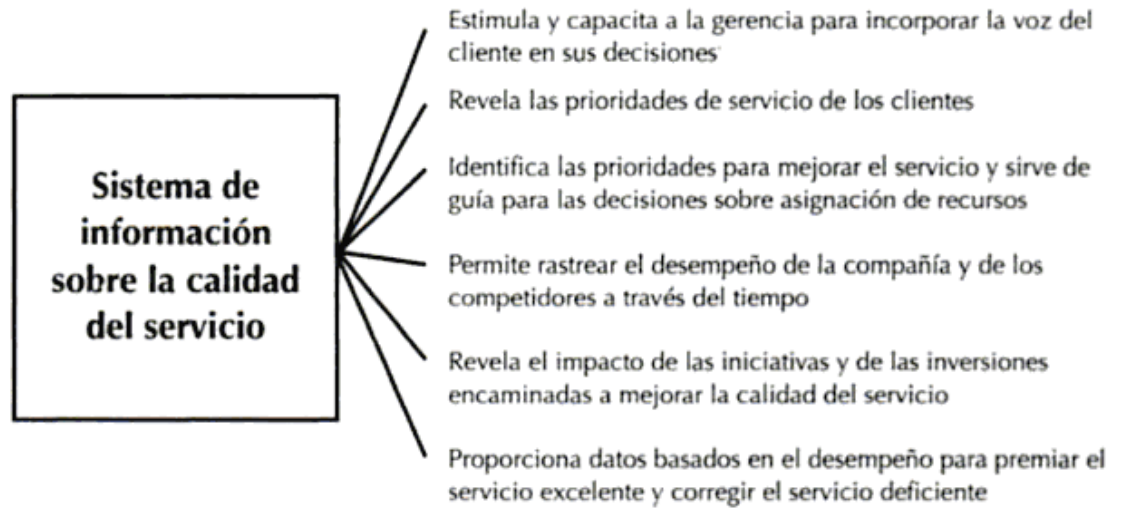 Sistema de
información
sobre la calidad
del servicio
Estimula y capacita a la gerencia para incorporar la voz del
cliente en sus decisiones
Revela las prioridades de servicio de los clientes
Identifica las prioridades para mejorar el servicio y sirve de
guía para las decisiones sobre asignación de recursos
Permite rastrear el desempeño de la compañía y de los
competidores a través del tiempo
Revela el impacto de las iniciativas y de las inversiones
encaminadas a mejorar la calidad del servicio
Proporciona datos basados en el desempeño para premiar el
servicio excelente y corregir el servicio deficiente